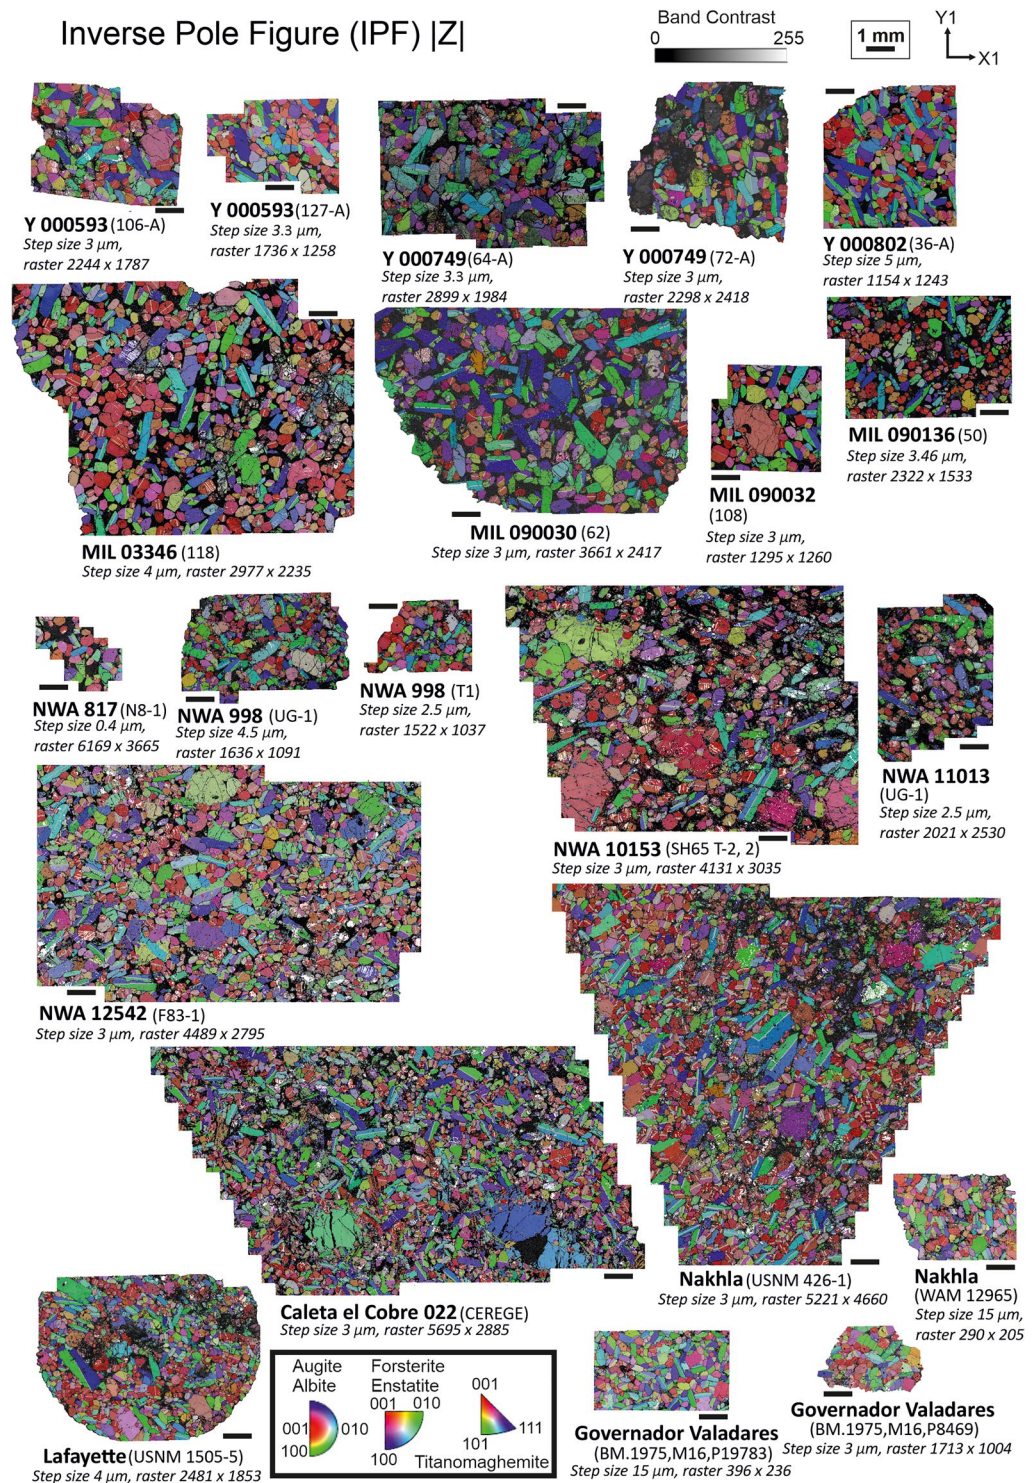 Inverse Pole Figure (IPF) |Z|
Band Contrast
0 255
1 mm
Y1
X1
Y 000593 (106-A)
Step size 3 µm,
raster 2244 x 1787
Y 000593 (127-A)
Step size 3.3 µm,
raster 1736 x 1258
Y 000749 (64-A)
Step size 3.3 µm,
raster 2899 x 1984
Y 000749 (72-A)
Step size 3 µm,
raster 2298 x 2418
Y 000802 (36-A)
Step size 5 µm,
raster 1154 x 1243
MIL 03346 (118)
Step size 4 µm, raster 2977 x 2235
MIL 090030 (62)
Step size 3 µm, raster 3661 x 2417
MIL 090032
(108)
Step size 3 µm,
raster 1295 x 1260
MIL 090136 (50)
Step size 3.46 µm,
raster 2322 x 1533
NWA 817 (N8-1)
Step size 0.4 µm,
raster 6169 x 3665
NWA 998 (UG-1)
Step size 4.5 µm,
raster 1636 x 1091
NWA 998 (T1)
Step size 2.5 µm,
raster 1522 x 1037
NWA 10153 (SH65 T-2, 2)
Step size 3 µm, raster 4131 x 3035
NWA 11013
(UG-1)
Step size 2.5 µm,
raster 2021 x 2530
NWA 12542 (F83-1)
Step size 3 µm, raster 4489 x 2795
Caleta el Cobre 022 (CEREGE)
Step size 3 µm, raster 5695 x 2885
Nakhla (USNM 426-1)
Step size 3 µm, raster 5221 x 4660
Nakhla
(WAM 12965)
Step size 15 µm,
raster 290 x 205
Lafayette (USNM 1505-5)
Step size 4 µm, raster 2481 x 1853
Augite
Albite
001 010
100
Forsterite
Enstatite
001 010
100
001
101 111
Titanomaghemite
Governador Valadares
(BM.1975,M16,P19783)
Step size 15 µm, raster 396 x 236
Governador Valadares
(BM.1975,M16,P8469)
Step size 3 µm, raster 1713 x 1004